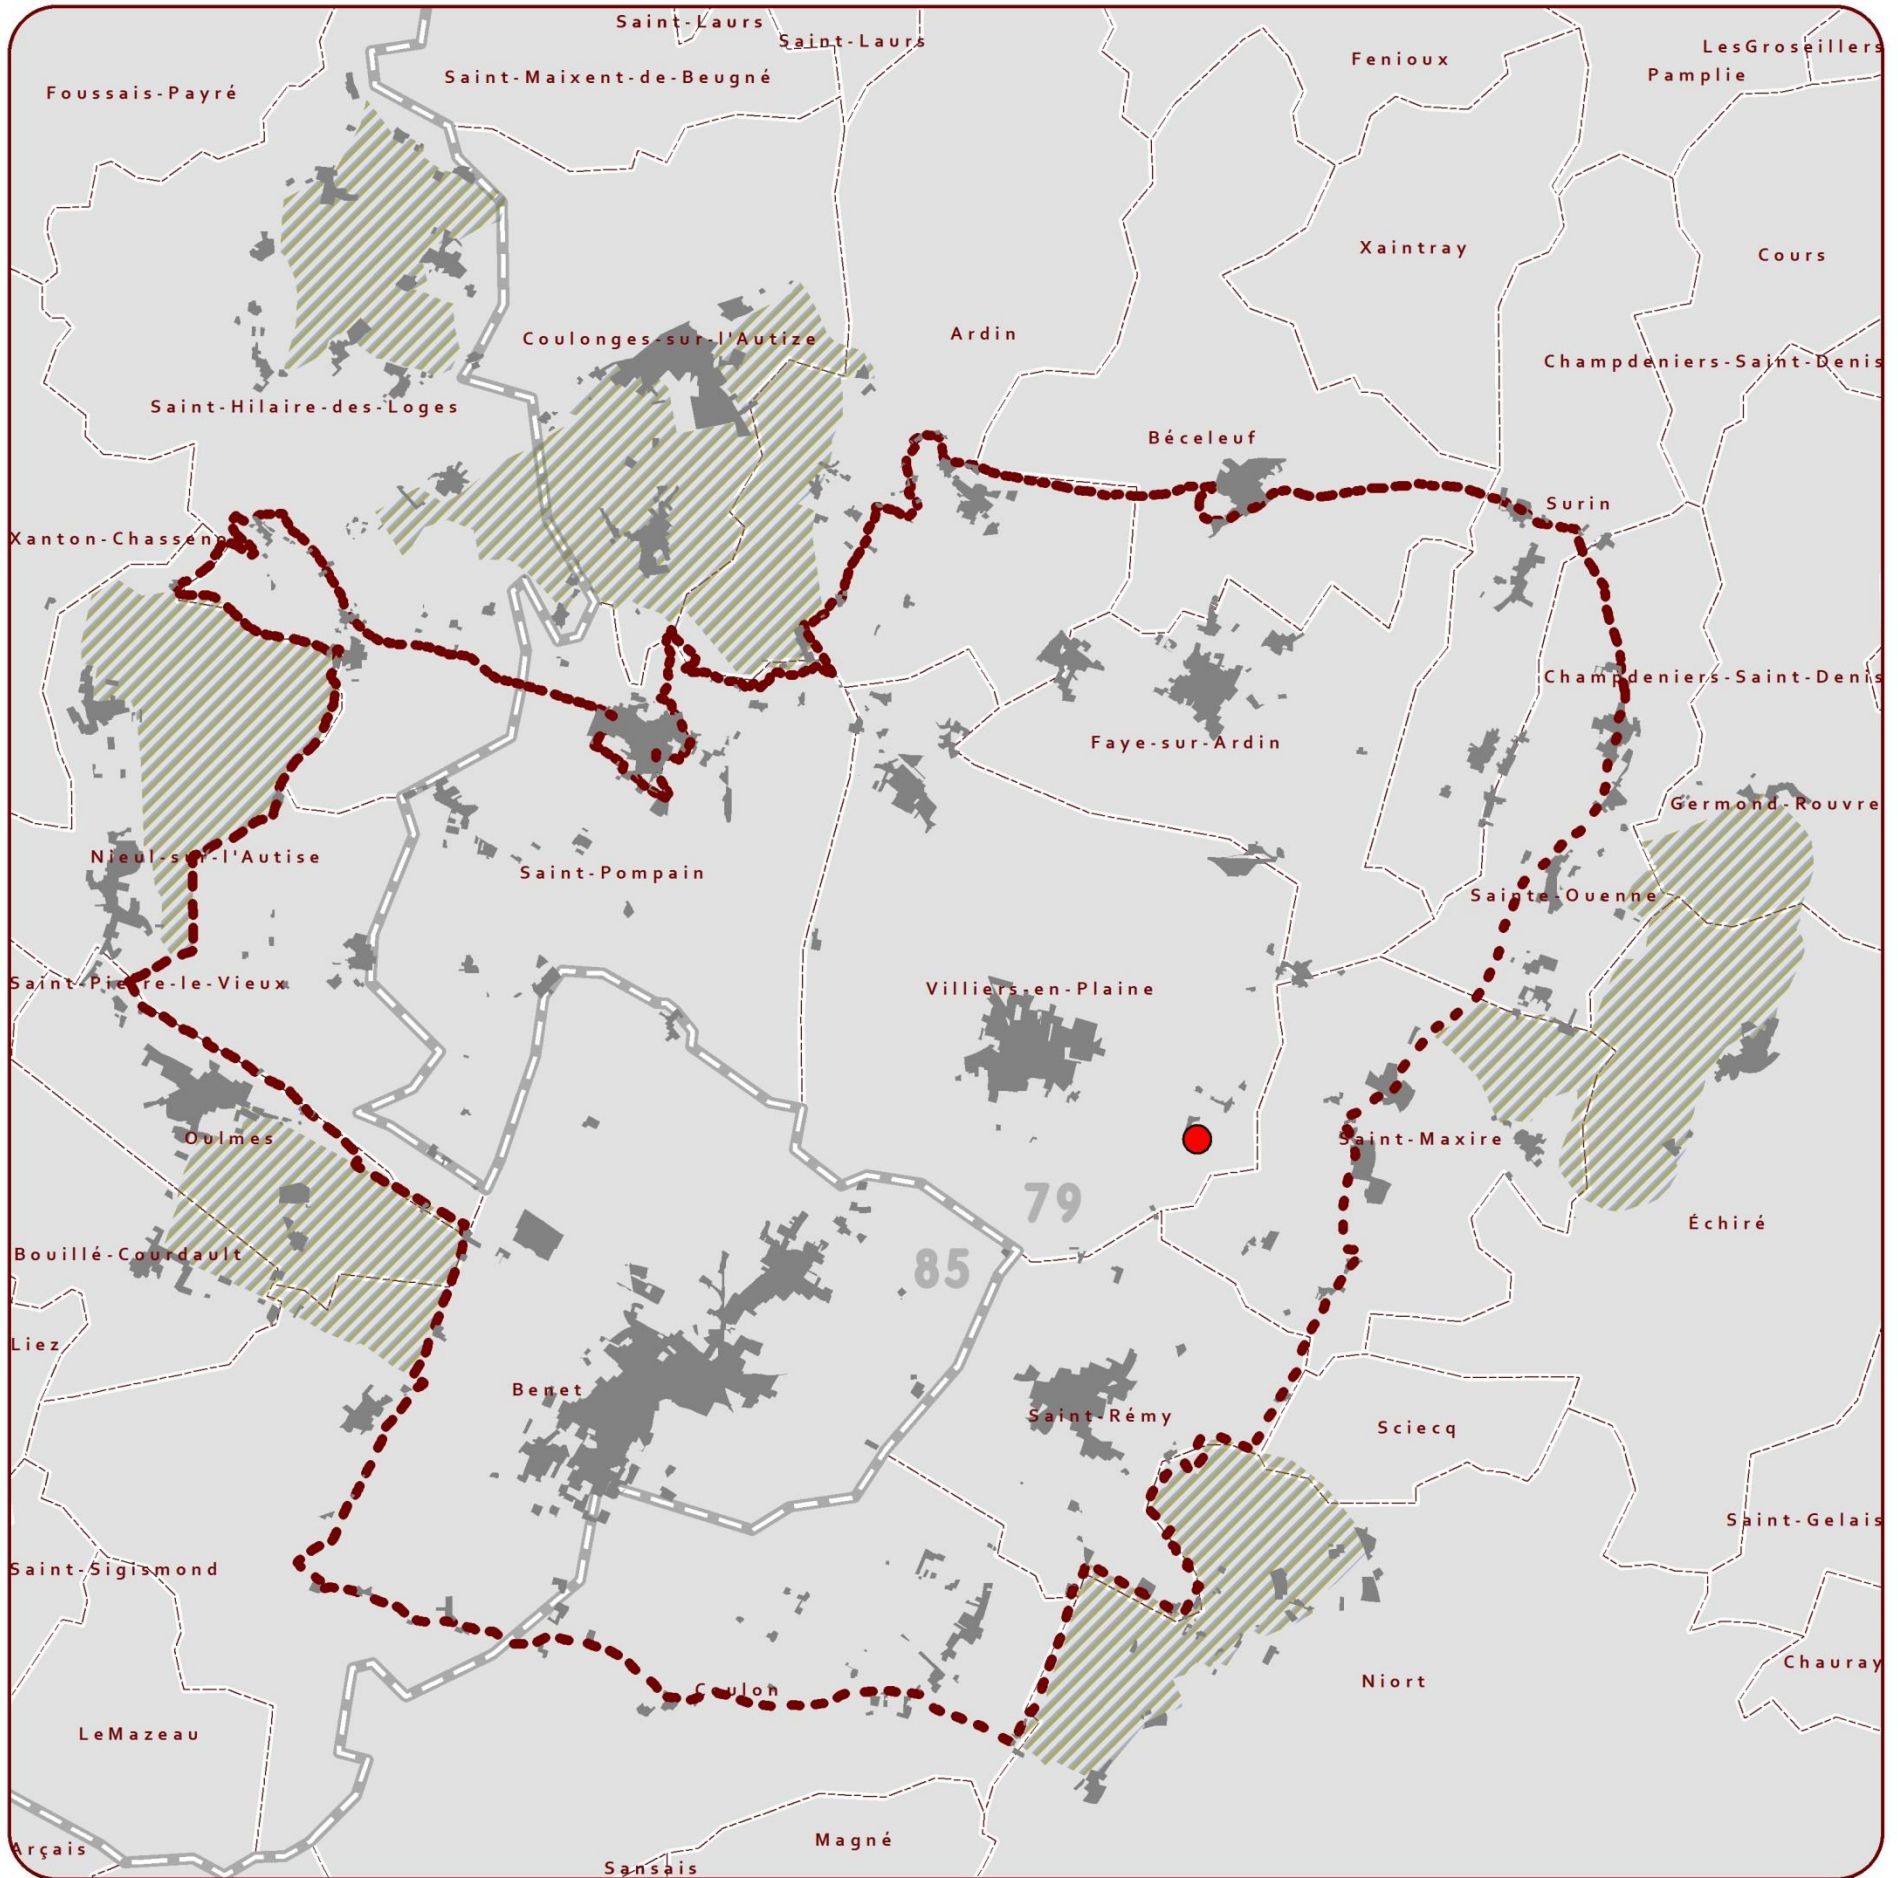 Saint-Laurs
Saint-Laurs
LesGroseillers
Fenioux
Pamplie
Saint-Maixent-de-Beugné
Foussais-Payré
Xaintray
Cours
Ardin
Coulonges-sur-l'Autize
Champdeniers-Saint-Denis
Saint-Hilaire-des-Loges
Béceleuf
Surin
Xanton-Chasseno
Champdeniers-Saint-Denis
Faye-sur-Ardin
Germond-Rouvre
Nieul-sur-l'Autise
Saint-Pompain
Sainte-Ouenne
Saint-Pierre-le-Vieux
Villiers-en-Plaine
Oulmes
Saint-Maxire
79
Échiré
Bouillé-Courdault
85
Liez
Benet
Saint-Rémy
Sciecq
Saint-Gelais
Saint-Sigismond
Chauray
Niort
Coulon
LeMazeau
Magné
Arçais
Sansais